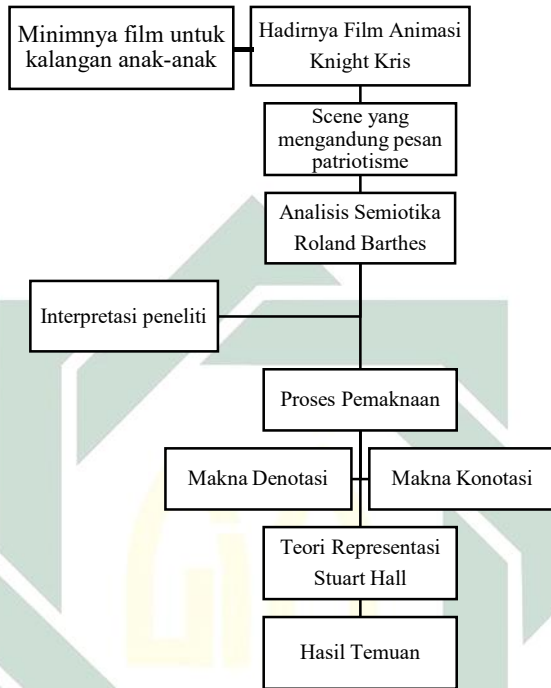 Minimnya film untuk
kalangan anak-anak
Hadirnya Film Animasi
Knight Kris
Scene yang
mengandung pesan
patriotisme
Analisis Semiotika
Roland Barthes
Interpretasi peneliti
Proses Pemaknaan
Makna Denotasi
Makna Konotasi
Teori Representasi
Stuart Hall
Hasil Temuan